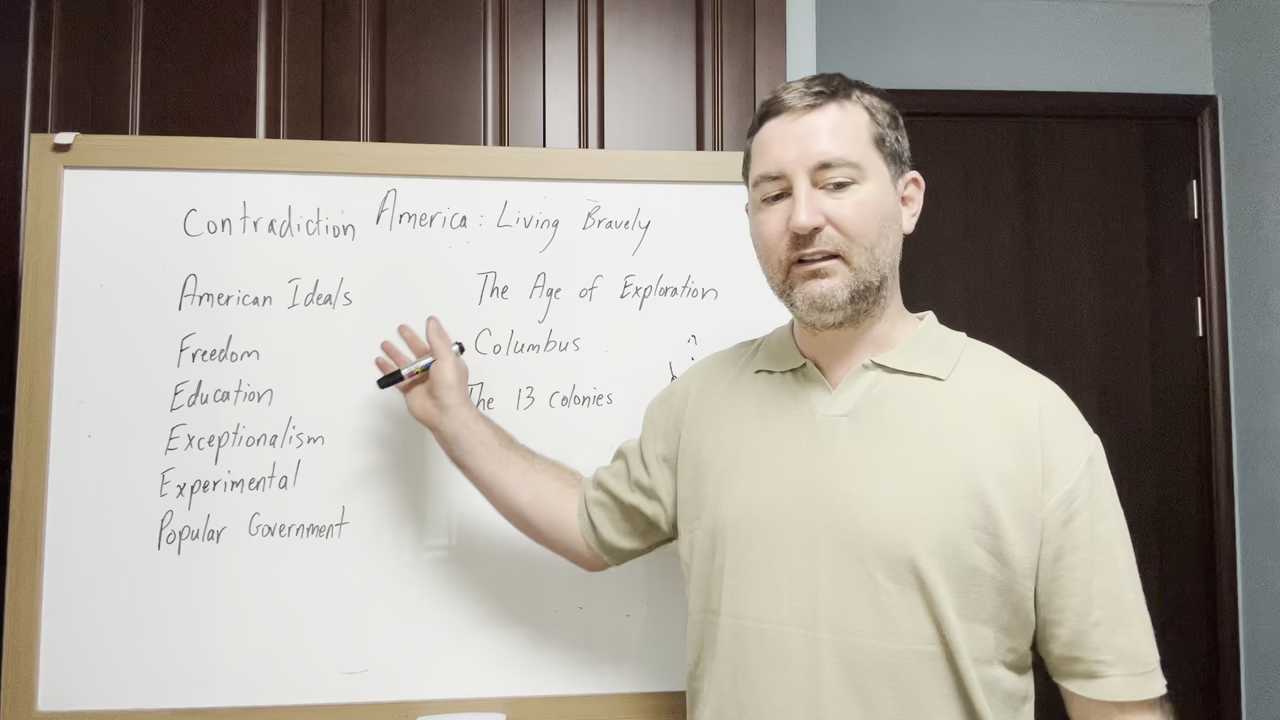 Contradiction America: Living Bravely
American Ideals
Freedom
Education
Exceptionalism
Experimental
Popular Government
The Age of Exploration
Columbus
The 13 colonies